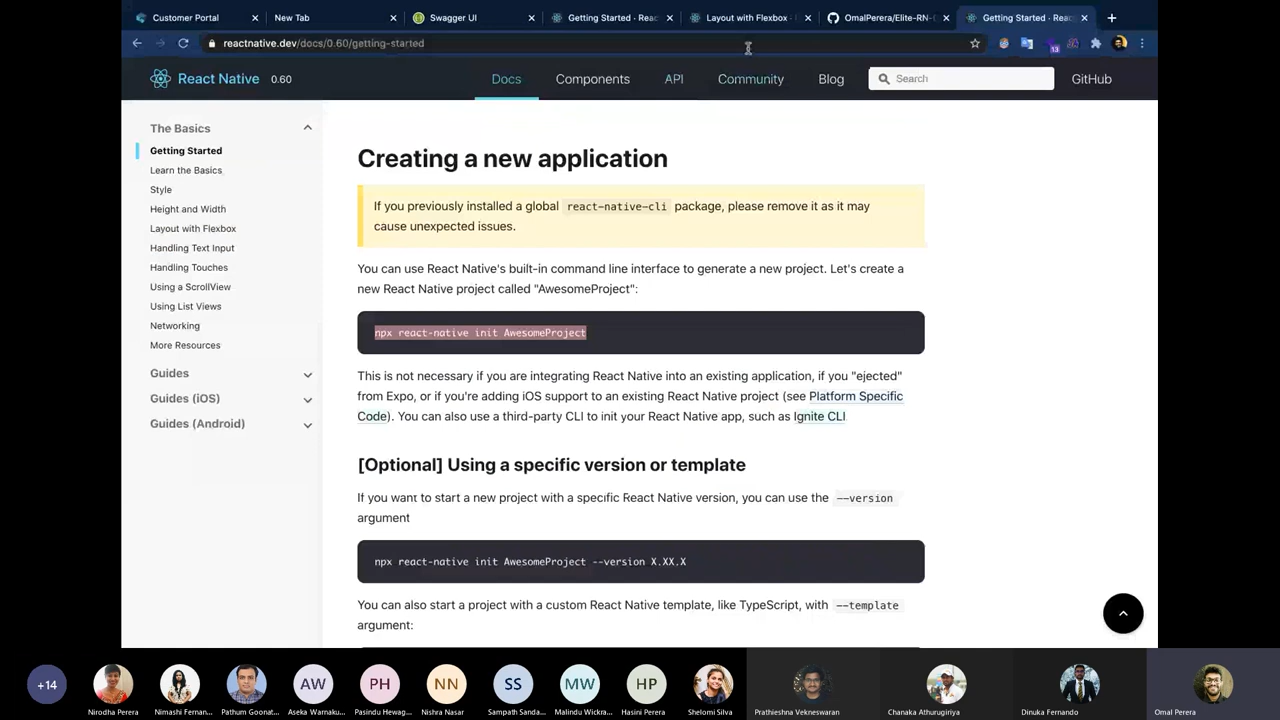 Customer Portal
New Tab
Swagger UI
Getting Started · Reac
Layout with Flexbox ·
OmalPerera/Elite-RN-
Getting Started · Reac
reactnative.dev/docs/0.60/getting-started
13
React Native 0.60
Docs
Components
API
Community
Blog
Search
GitHub
The Basics
Getting Started
Learn the Basics
Style
Height and Width
Layout with Flexbox
Handling Text Input
Handling Touches
Using a ScrollView
Using List Views
Networking
More Resources
Guides
Guides (iOS)
Guides (Android)
Creating a new application
If you previously installed a global react-native-cli package, please remove it as it may
cause unexpected issues.
You can use React Native's built-in command line interface to generate a new project. Let's create a
new React Native project called "AwesomeProject":
npx react-native init AwesomeProject
This is not necessary if you are integrating React Native into an existing application, if you "ejected"
from Expo, or if you're adding iOS support to an existing React Native project (see Platform Specific
Code). You can also use a third-party CLI to init your React Native app, such as Ignite CLI
[Optional] Using a specific version or template
If you want to start a new project with a specific React Native version, you can use the --version
argument
npx react-native init AwesomeProject --version X.XX.X
You can also start a project with a custom React Native template, like TypeScript, with --template
argument:
+14
AW
PH
NN
SS
MW
HP
Nirodha Perera
Nimashi Fernan...
Pathum Goonat...
Aseka Warnaku...
Pasindu Hewag...
Nishra Nasar
Sampath Sanda...
Malindu Wickra...
Hasini Perera
Shelomi Silva
Prathieshna Vekneswaran
Chanaka Athurugiriya
Dinuka Fernando
Omal Perera